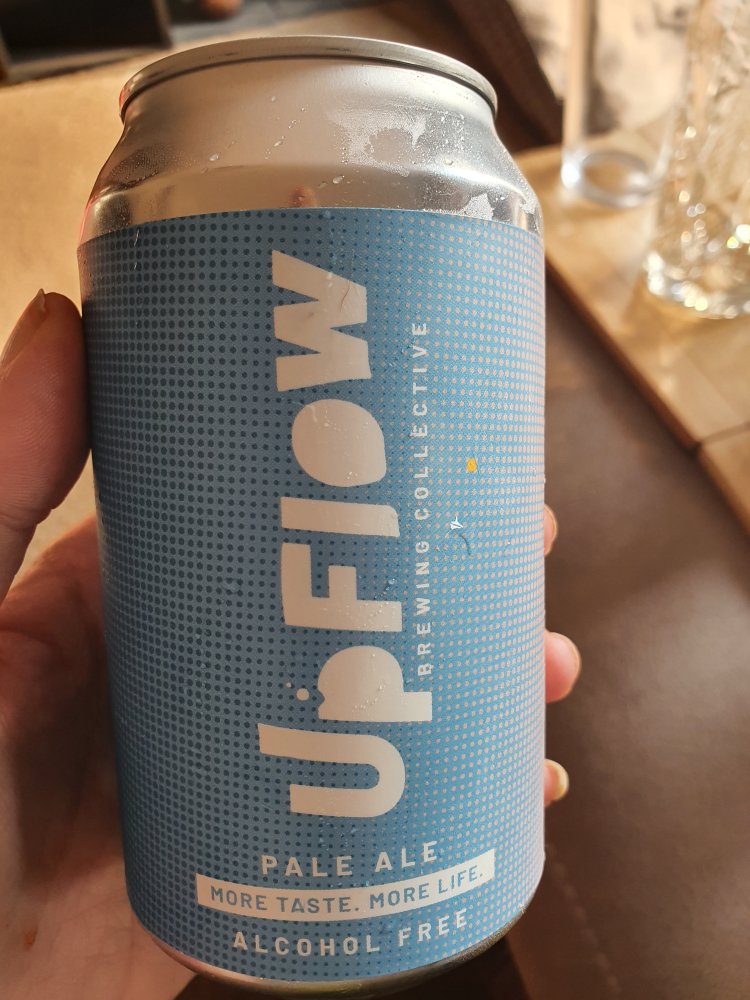 UpFlow
BREWING COLLECTIVE
PALE ALE
MORE TASTE. MORE LIFE.
ALCOHOL FREE